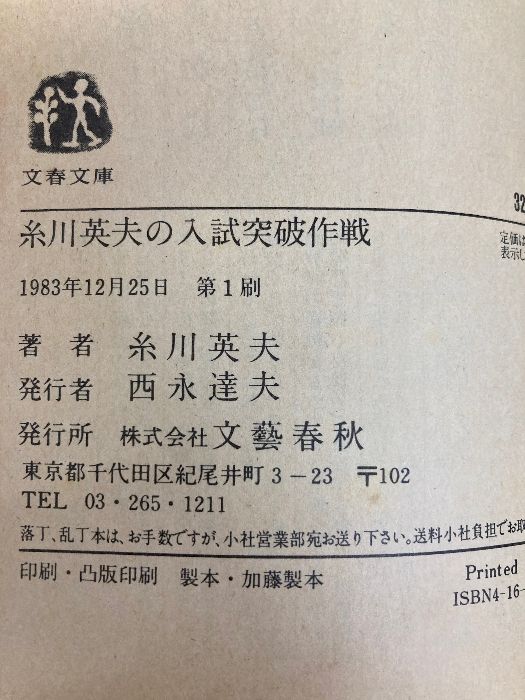 文春文庫
32
糸川英夫の入試突破作戦
定価は
表示し
1983年12月25日 第1刷
著 者 糸川英夫
発行者 西永達夫
発行所 株式会社 文藝春秋
東京都千代田区紀尾井町3-23 〒102
TEL 03・265・1211
落丁、乱丁本は、お手数ですが、小社営業部宛お送り下さい。送料小社負担でお取
印刷・凸版印刷 製本・加藤製本
Printed
ISBN4-16-